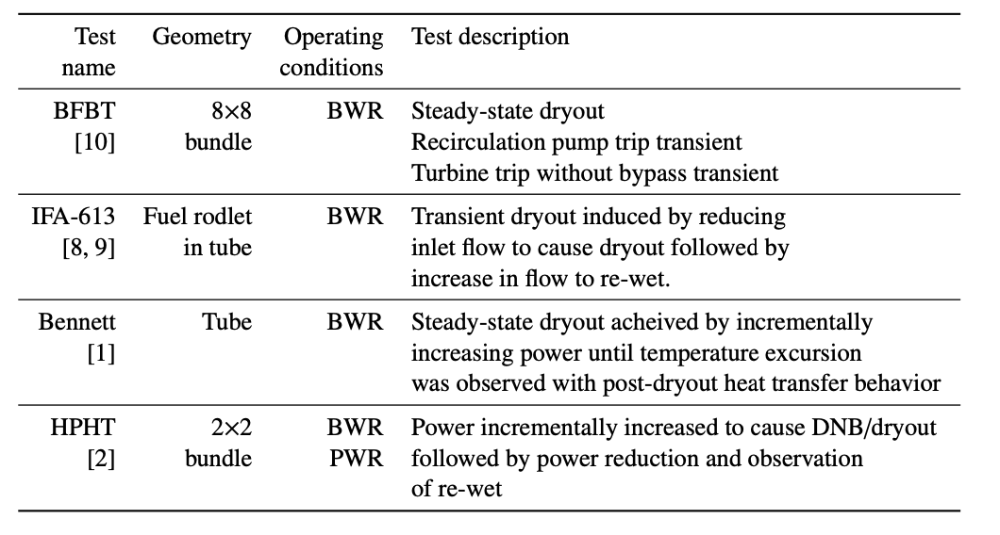 Test Geometry Operating Test description
name conditions
BFBT 8×8 BWR Steady-state dryout
[10] bundle Recirculation pump trip transient
Turbine trip without bypass transient
IFA-613 Fuel rodlet BWR Transient dryout induced by reducing
[8, 9] in tube inlet flow to cause dryout followed by
increase in flow to re-wet.
Bennett Tube BWR Steady-state dryout acheived by incrementally
[1] increasing power until temperature excursion
was observed with post-dryout heat transfer behavior
HPHT 2×2 BWR Power incrementally increased to cause DNB/dryout
[2] bundle PWR followed by power reduction and observation
of re-wet